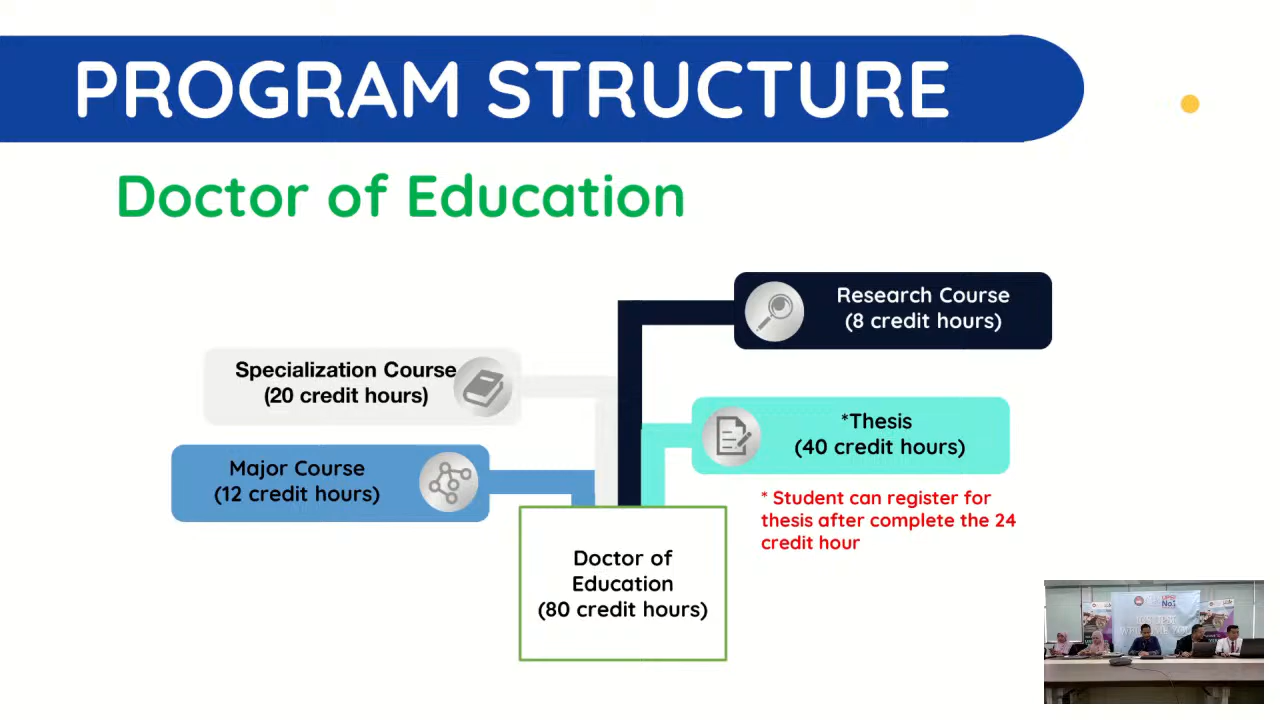 PROGRAM STRUCTURE
Doctor of Education
Research Course
(8 credit hours)
Specialization Course
(20 credit hours)
*Thesis
(40 credit hours)
Major Course
(12 credit hours)
* Student can register for
thesis after complete the 24
credit hour
Doctor of
Education
(80 credit hours)
No.1